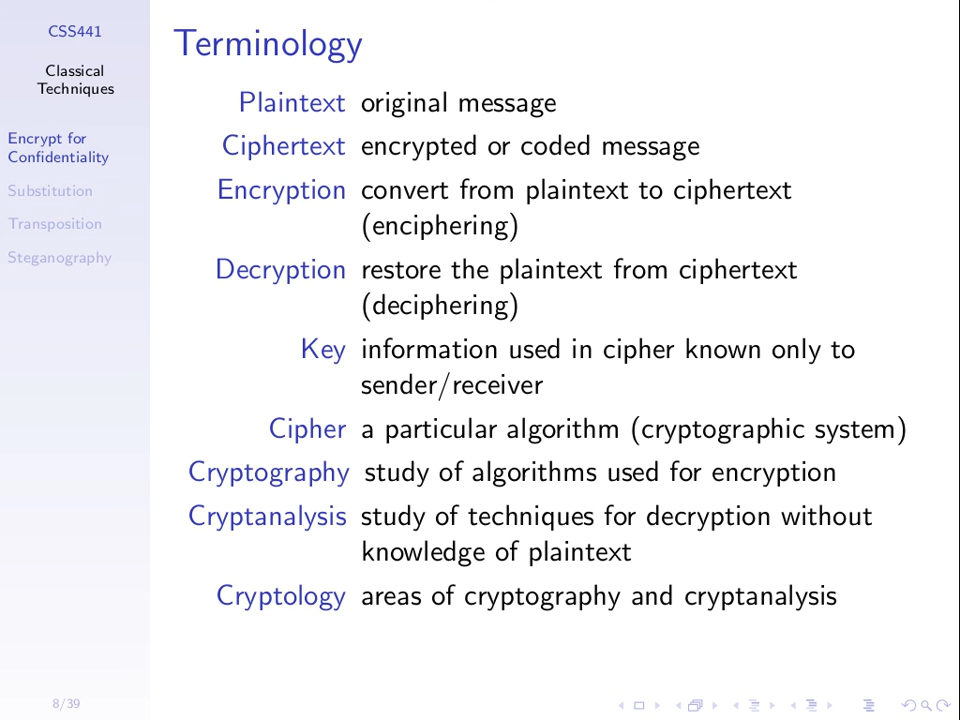 CSS441
Classical
Techniques
Encrypt for
Confidentiality
Substitution
Transposition
Steganography
8/39
Terminology
Plaintext original message
Ciphertext encrypted or coded message
Encryption convert from plaintext to ciphertext
(enciphering)
Decryption restore the plaintext from ciphertext
(deciphering)
Key information used in cipher known only to
sender/receiver
Cipher a particular algorithm (cryptographic system)
Cryptography study of algorithms used for encryption
Cryptanalysis study of techniques for decryption without
knowledge of plaintext
Cryptology areas of cryptography and cryptanalysis